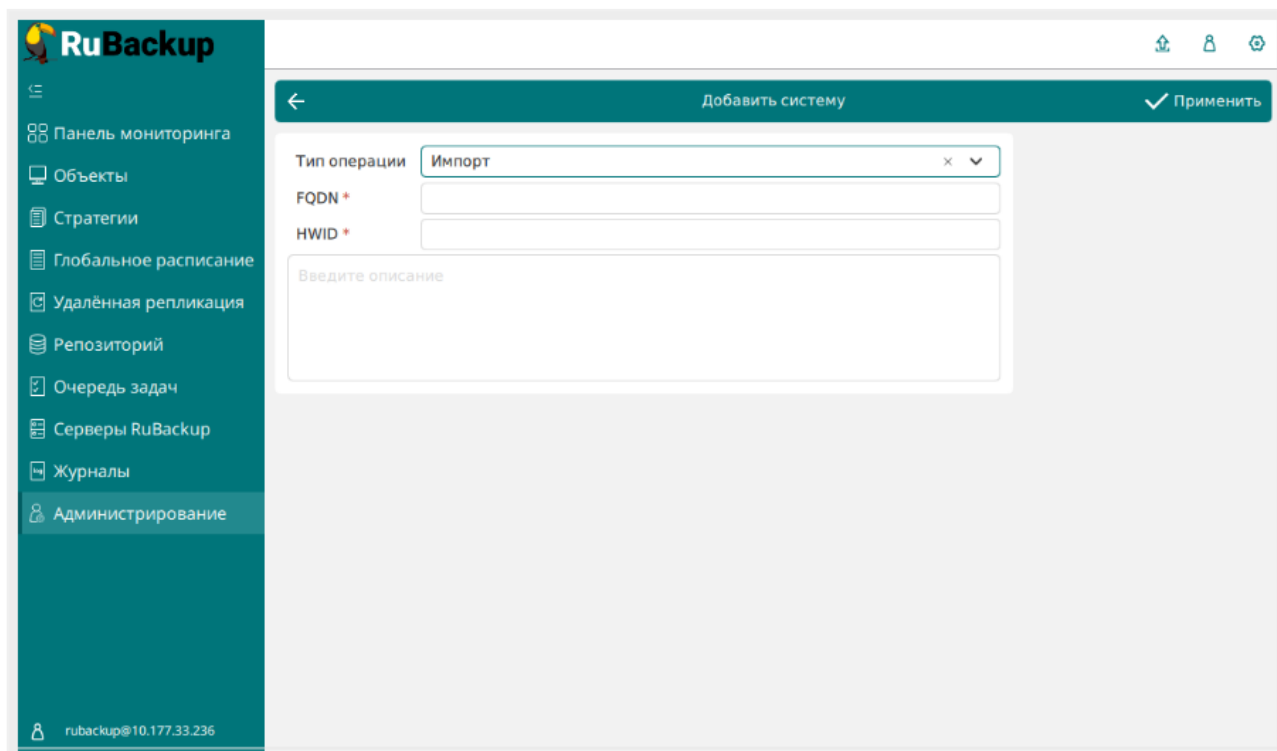 RuBackup
Добавить систему
Применить
Панель мониторинга
Объекты
Стратегии
Глобальное расписание
Удалённая репликация
Репозиторий
Очередь задач
Серверы RuBackup
Журналы
Администрирование
Тип операции Импорт
FQDN *
HWID *
Введите описание
rubackup@10.177.33.236